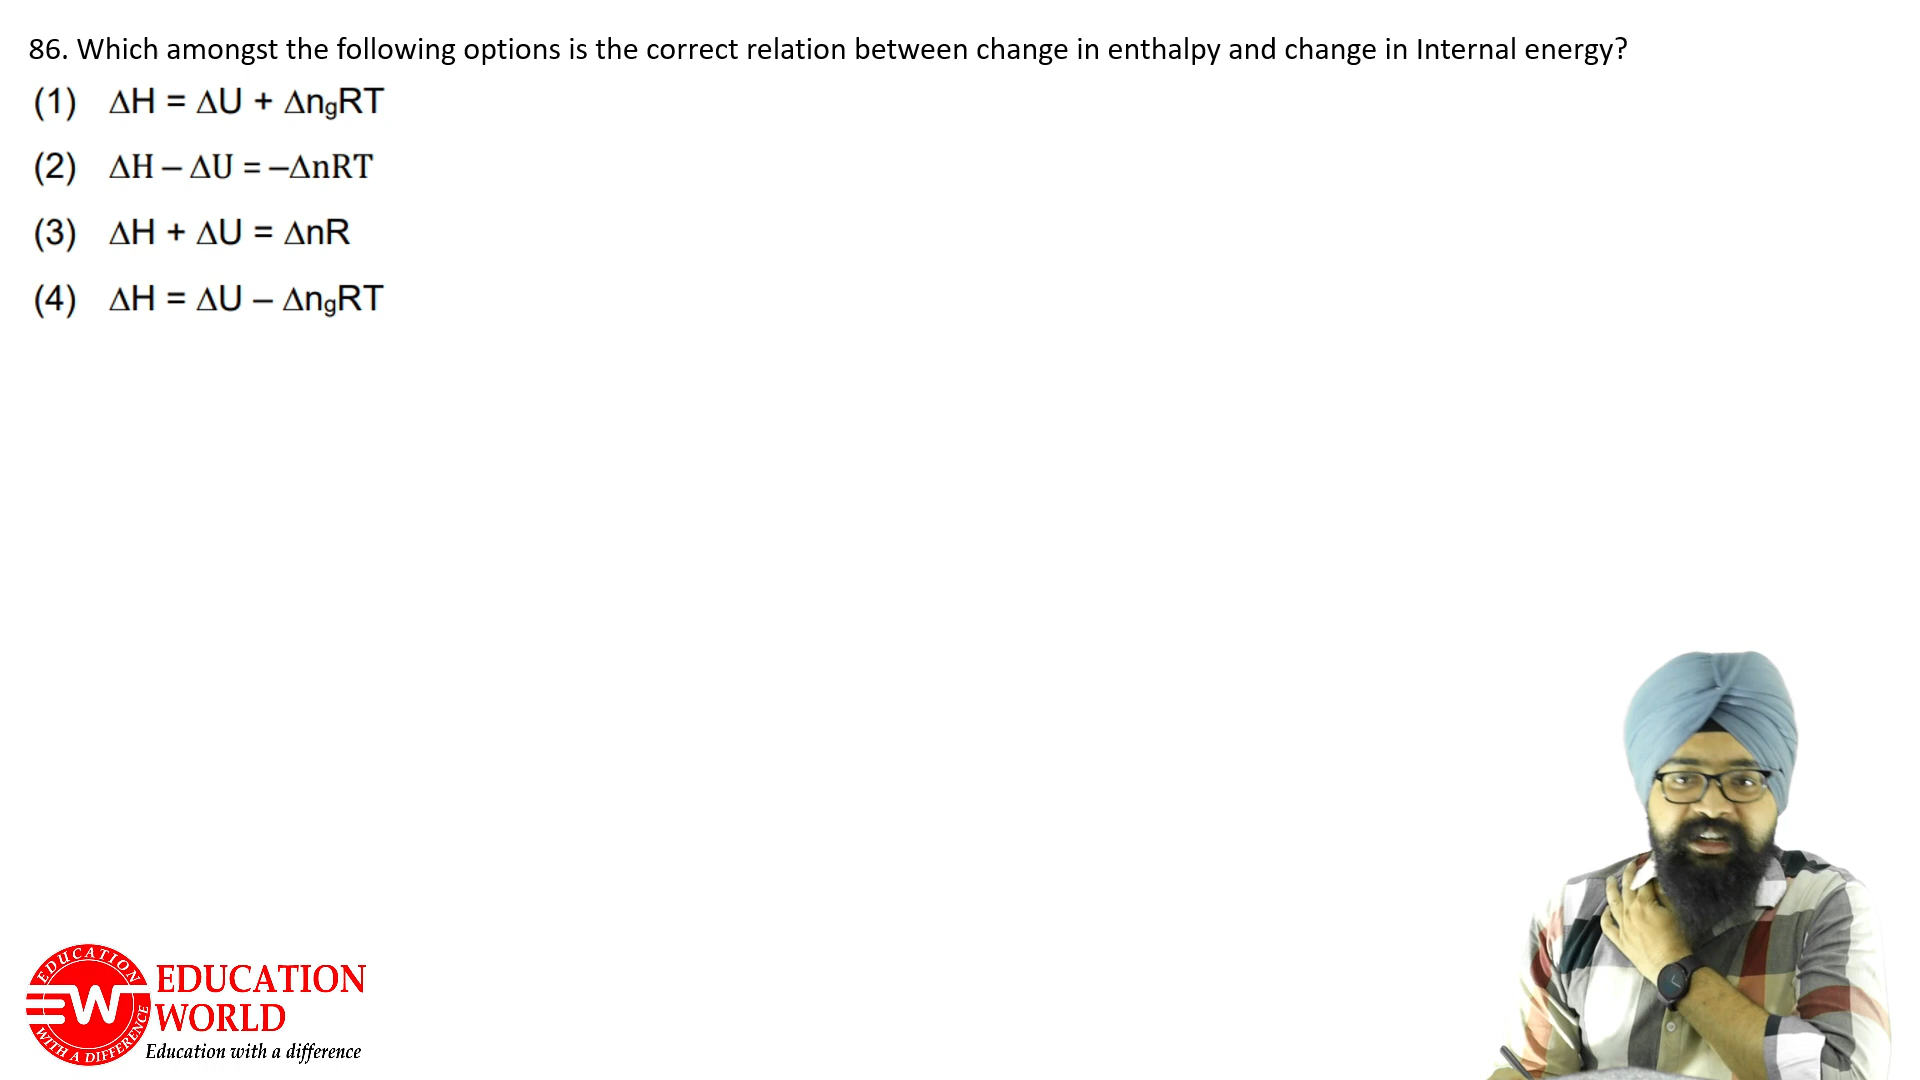 86. Which amongst the following options is the correct relation between change in enthalpy and change in Internal energy?
(1) ΔH = ΔU + ΔngRT
(2) ΔH – ΔU = –ΔnRT
(3) ΔH + ΔU = ΔnR
(4) ΔH = ΔU – ΔngRT
EDUCATION
WITH A DIFFERENCE
EW
EDUCATION
WORLD
Education with a difference